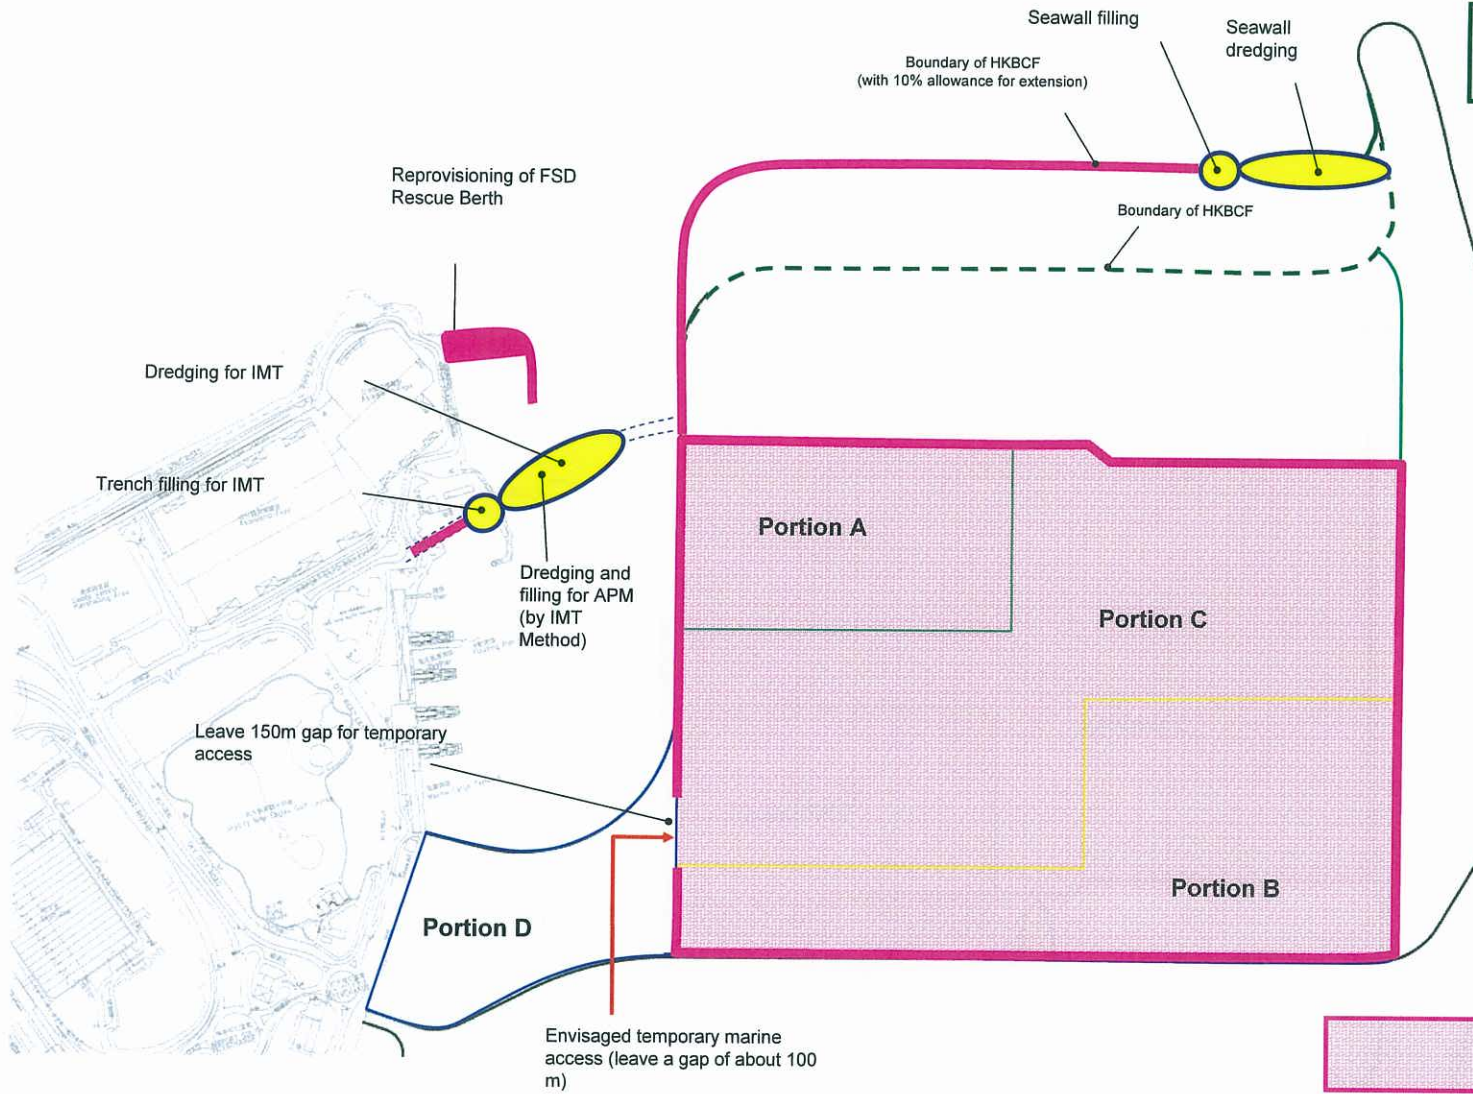 Seawall filling
Seawall
dredging
Boundary of HKBCF
(with 10% allowance for extension)
Reprovisioning of FSD
Rescue Berth
Boundary of HKBCF
Dredging for IMT
Trench filling for IMT
Portion A
Dredging and
filling for APM
(by IMT
Method)
Portion C
Leave 150m gap for temporary
access
Portion B
Portion D
Envisaged temporary marine
access (leave a gap of about 100
m)